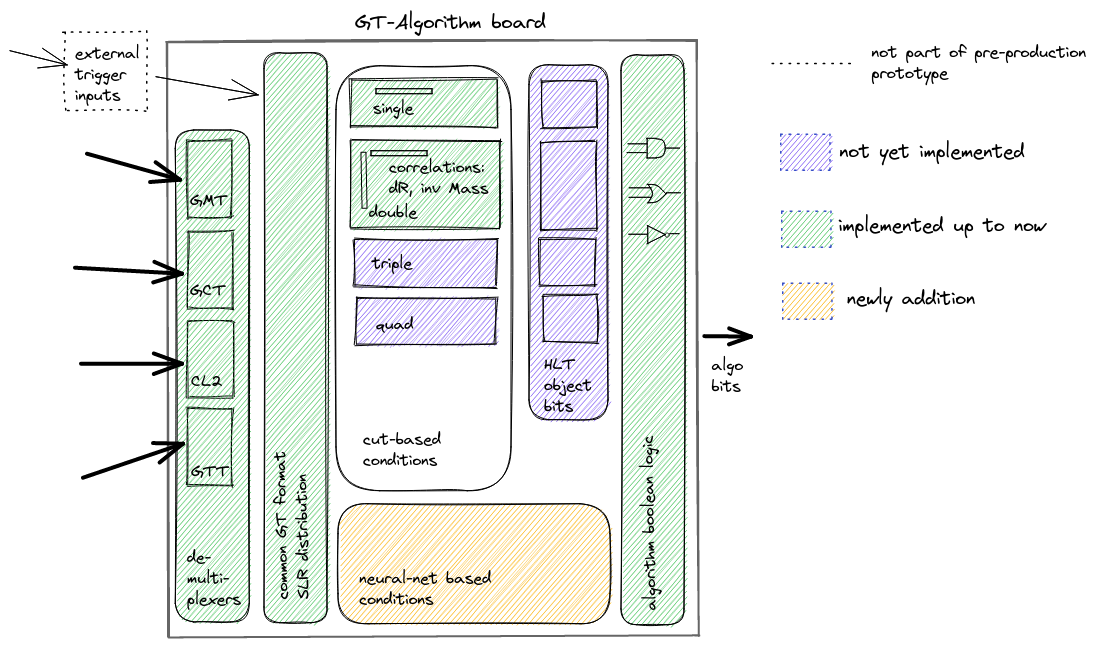 GT-Algorithm board
external
trigger
inputs
GMT
GCT
CL2
GTT
de-
multi-
plexers
common GT format
SLR distribution
single
correlations:
dR, inv Mass
double
triple
quad
cut-based
conditions
neural-net based
conditions
HLT
object
bits
algorithm boolean logic
algo
bits
not part of pre-production
prototype
not yet implemented
implemented up to now
newly addition